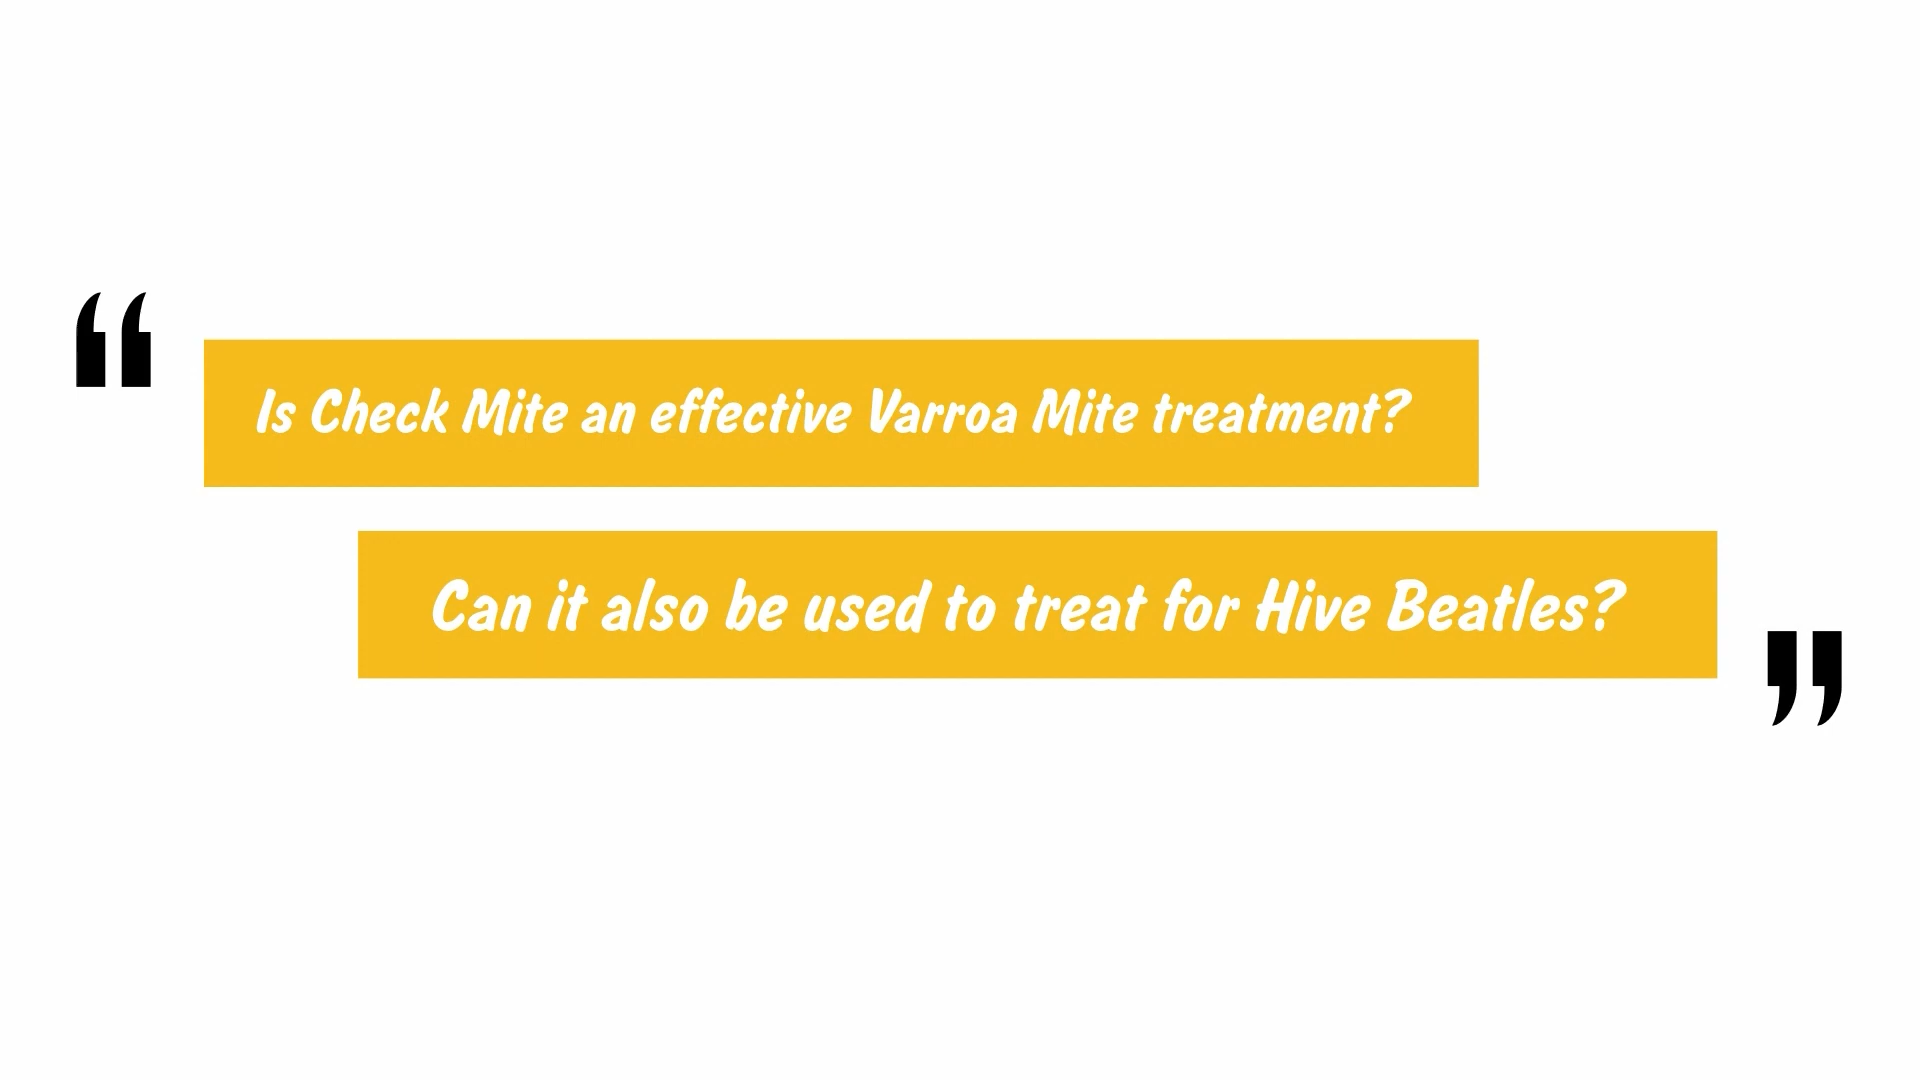 “
Is Check Mite an effective Varroa Mite treatment?
Can it also be used to treat for Hive Beatles?
”